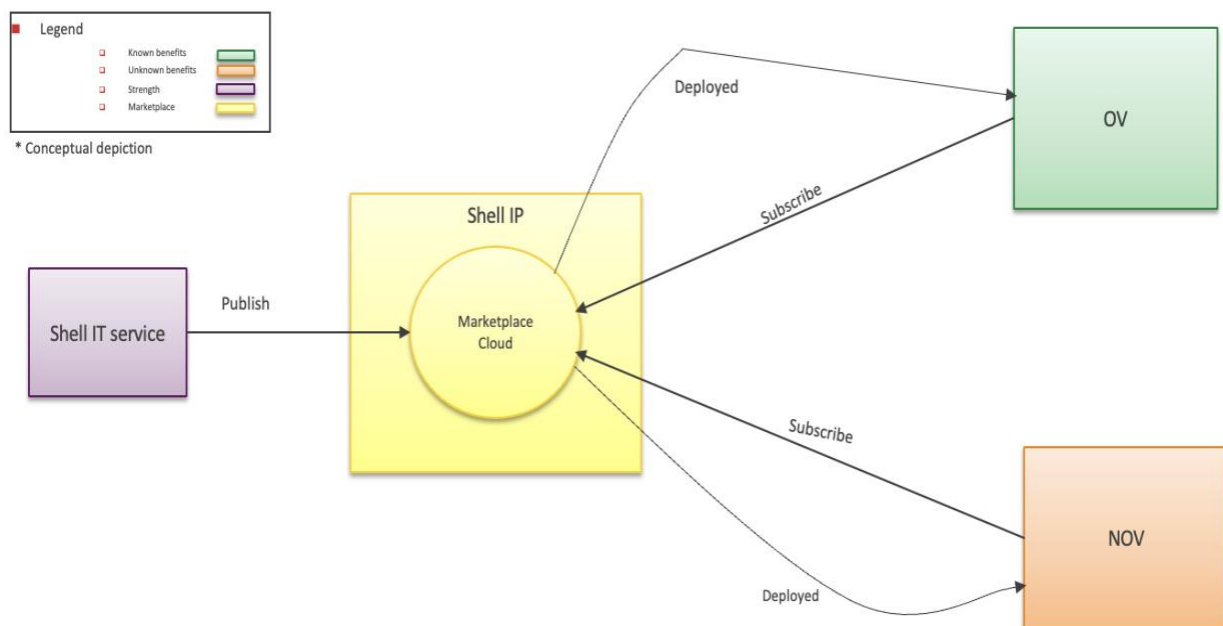 Legend
Known benefits
Unknown benefits
Strength
Marketplace
* Conceptual depiction
Deployed
OV
Subscribe
Shell IP
Publish
Shell IT service
Marketplace
Cloud
Subscribe
NOV
Deployed